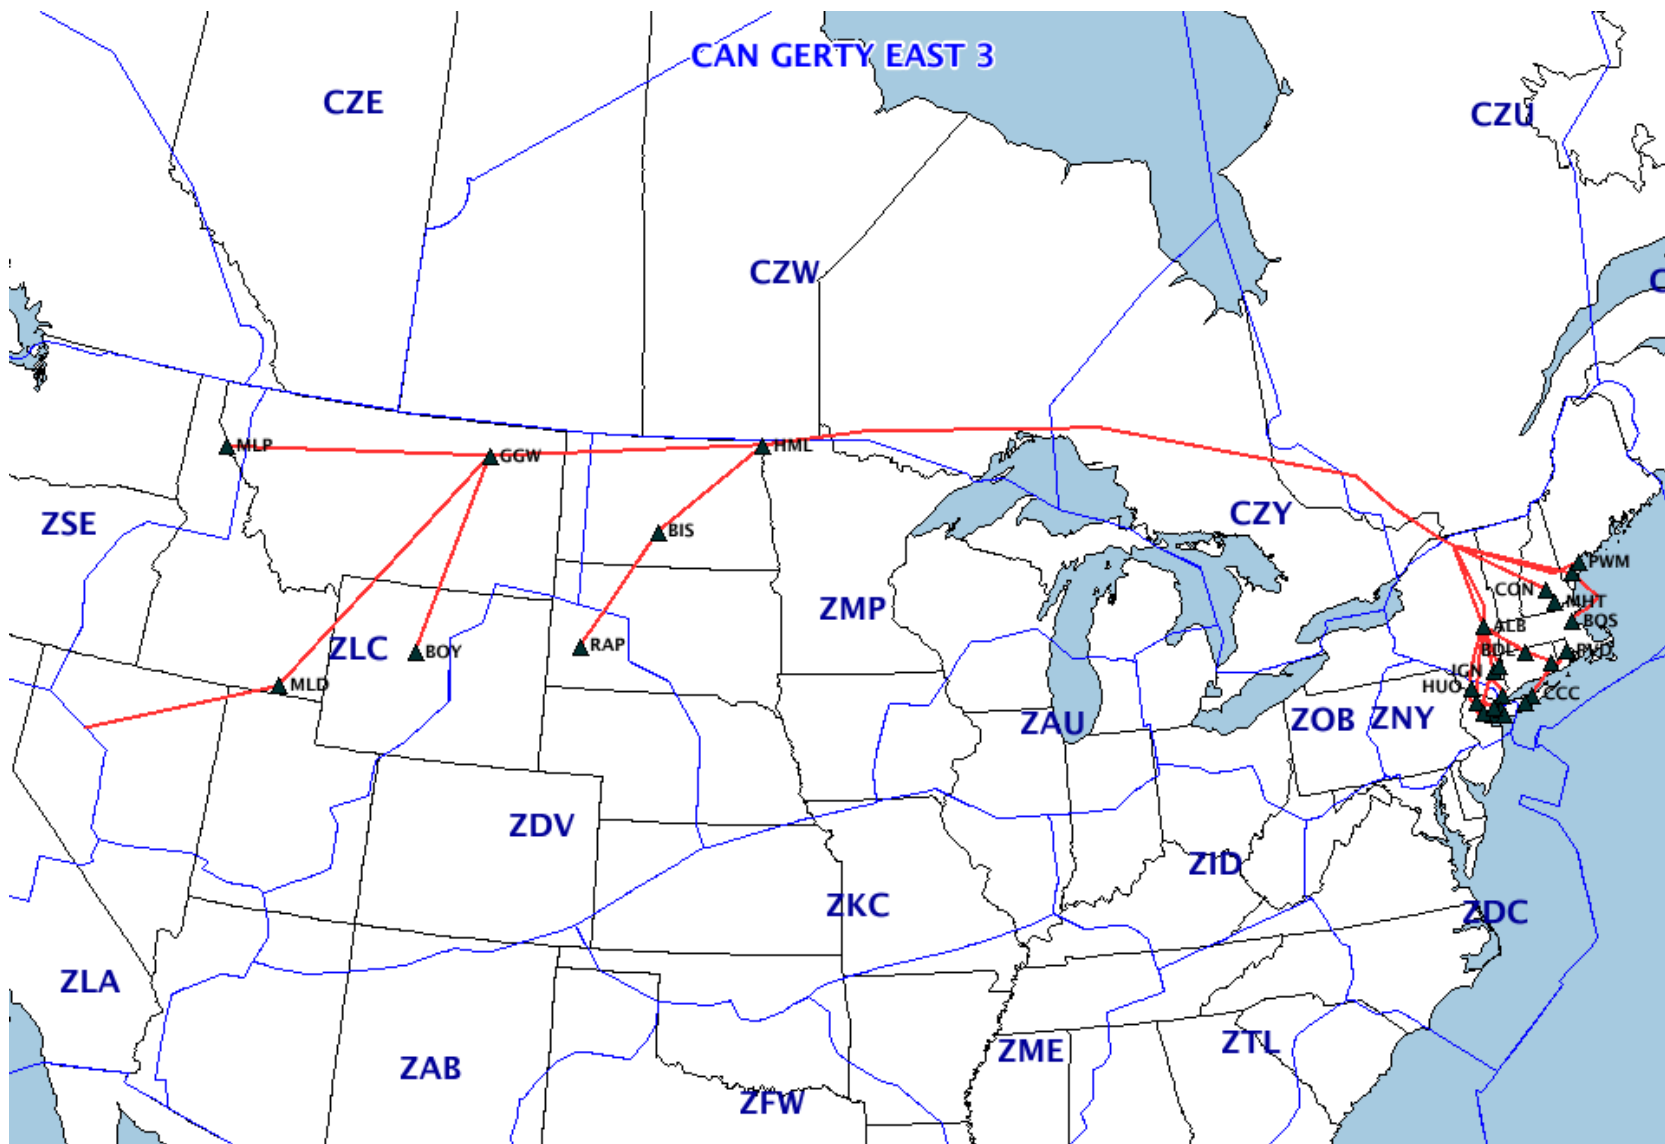 CAN GERTY EAST 3
CZE
CZU
CZW
C
MLP
GGW
HML
ZSE
BIS
CZY
PWM
CON
MHT
ZMP
BOS
ALB
ZLC
BOY
RAP
BDL
PVD
IGN
MLD
HUO
CCC
ZAU
ZOB
ZNY
ZDV
ZID
ZKC
ZDC
ZLA
ZME
ZTL
ZAB
ZFW